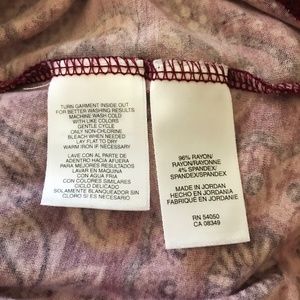 TURN GARMENT INSIDE OUT
FOR BETTER WASHING RESULTS
MACHINE WASH COLD
WITH LIKE COLORS
GENTLE CYCLE
ONLY NON-CHLORINE
BLEACH WHEN NEEDED
LAY FLAT TO DRY
WARM IRON IF NECESSARY
LAVE CON AL PARTE DE
ADENTRO HACIA AFUERO
PARA MEJORES RESULTADOS
LAVAR EN MAQUINA
CON AGUA FRIA
CON COLORES SIMILARES
CICLO DELICADO
SOLAMENTE BLANQUEADOR SIN
CLORO SI ES NECESARIO
96% RAYON
RAYON/RAYONNE
4% SPANDEX/
SPANDEX/SPANDEX
MADE IN JORDAN
HECHO EN JORDANIA
FABRIQUÉ EN JORDANIE
RN 54050
CA 08349